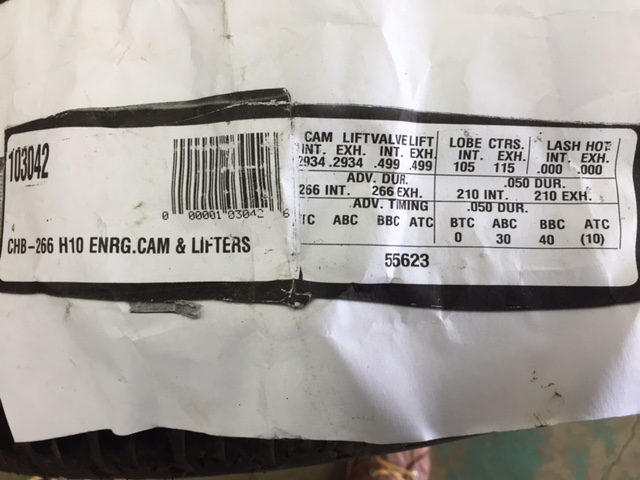 103042
0 00001 03042 6
4
CHB-266 H10 ENRG.CAM & LIFTERS
CAM LIFT VALVE LIFT
INT. EXH. INT. EXH.
2934 .2934 .499 .499
LOBE CTRS.
INT. EXH.
105 115
LASH HOT
INT. EXH.
.000 .000
ADV. DUR.
266 INT. 266 EXH.
.050 DUR.
210 INT. 210 EXH.
ADV. TIMING
TC ABC BBC ATC
.050 DUR.
BTC ABC BBC ATC
0 30 40 (10)
55623